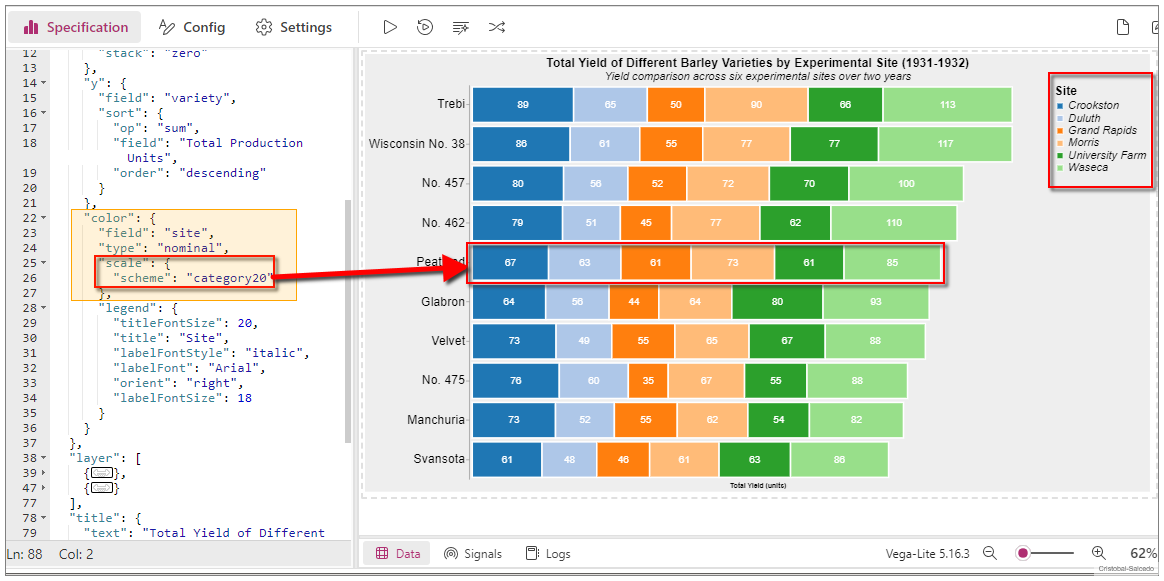 Specification Config Settings
12 "stack": "zero"
13 },
14 "y": {
15 "field": "variety",
16 "sort": {
17 "op": "sum",
18 "field": "Total Production
Units",
19 "order": "descending"
20 }
21 },
22 "color": {
23 "field": "site",
24 "type": "nominal",
25 "scale": {
26 "scheme": "category20"
27 },
28 "legend": {
29 "titleFontSize": 20,
30 "title": "Site",
31 "labelFontStyle": "italic",
32 "labelFont": "Arial",
33 "orient": "right",
34 "labelFontSize": 18
35 }
36 }
37 },
38 "layer": [
39 {},
47 {}
77 ],
78 "title": {
79 "text": "Total Yield of Different
Ln: 88 Col: 2
Total Yield of Different Barley Varieties by Experimental Site (1931-1932)
Yield comparison across six experimental sites over two years
Trebi 89 65 50 90 66 113
Wisconsin No. 38 86 61 55 77 77 117
No. 457 80 56 52 72 70 100
No. 462 79 51 45 77 62 110
67 63 61 73 61 85
Glabron 64 56 44 64 80 93
Velvet 73 49 55 65 67 88
No. 475 76 60 35 67 55 88
Manchuria 73 52 55 62 54 82
Svansota 61 48 46 61 63 86
Total Yield (units)
Site
Crookston
Duluth
Grand Rapids
Morris
University Farm
Waseca
Data Signals Logs
Vega-Lite 5.16.3 62%
Cristobal-Salcedo